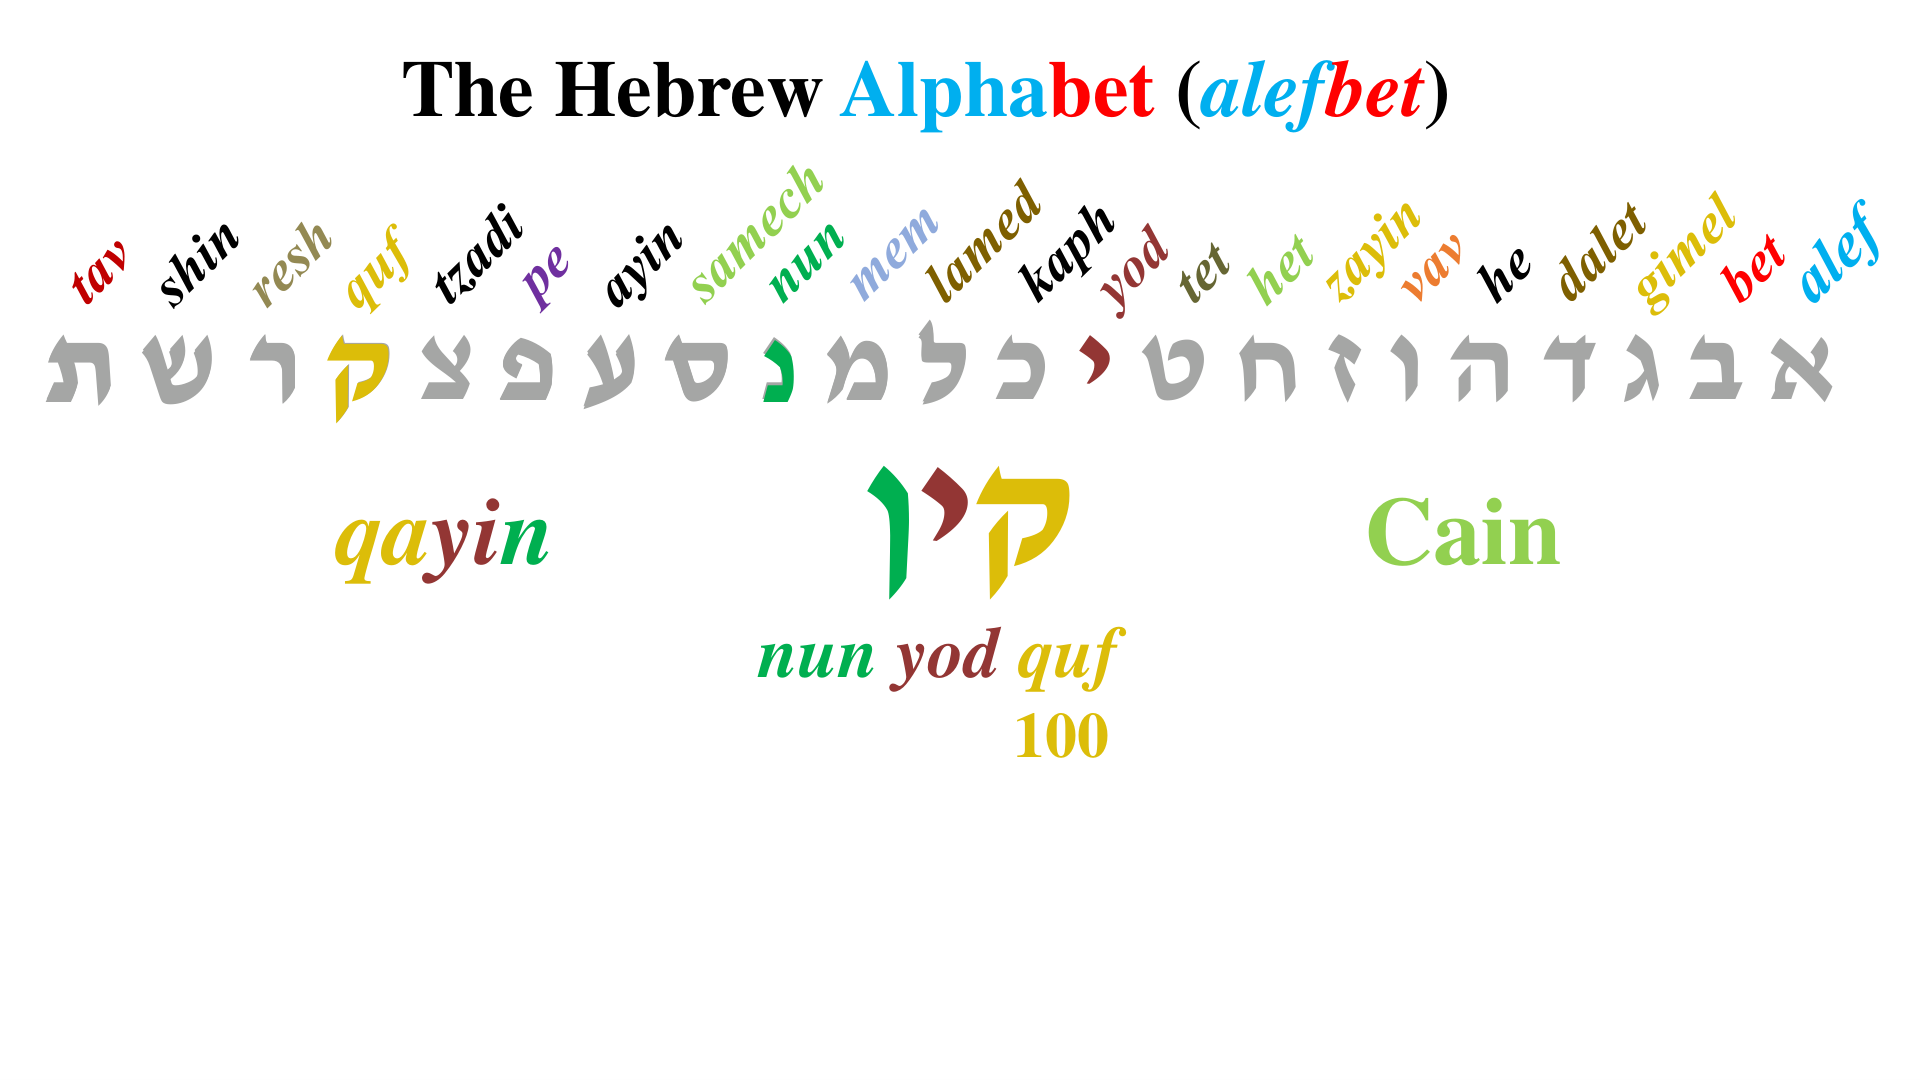 The Hebrew Alphabet (alefbet)
tav shin resh quf tzadi pe ayin samech nun mem lamed kaph yod tet het zayin vav he dalet gimel bet alef
א ב ג ד ה ו ז ח ט י כ ל מ נ ס ע פ צ ק ר ש ת
qayin קין Cain
nun yod quf
100